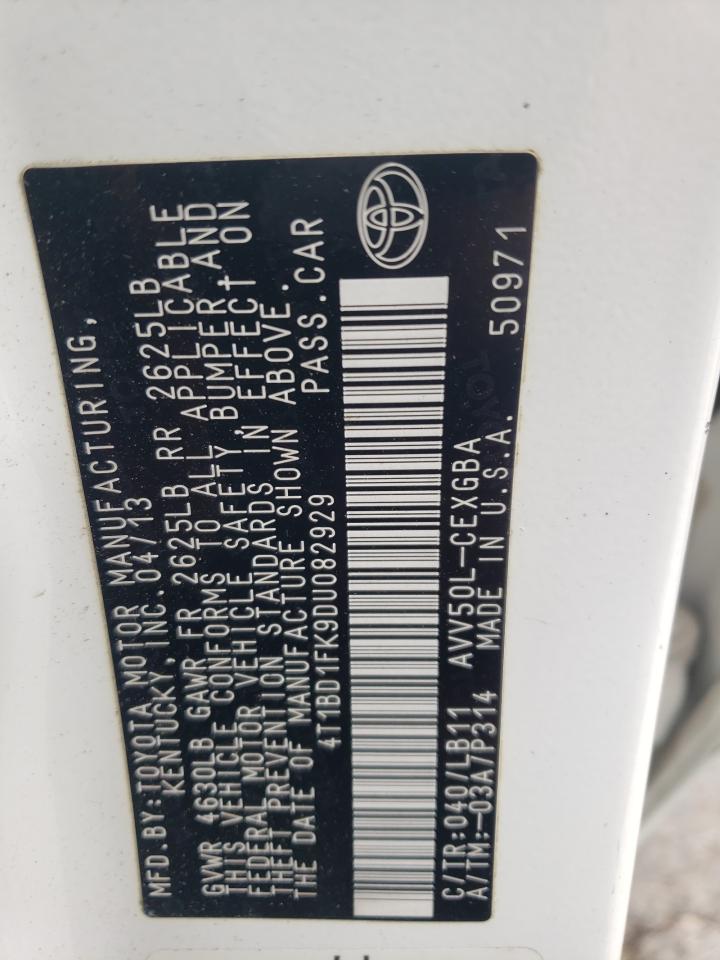 MFD. BY: TOYOTA MOTOR MANUFACTURING,
KENTUCKY, INC. 04/13
GVWR 4630LB GAWR FR 2625LB RR 2625LB
THIS VEHICLE CONFORMS TO ALL APPLICABLE
FEDERAL MOTOR VEHICLE SAFETY, BUMPER, AND
THEFT PREVENTION STANDARDS IN EFFECT ON
THE DATE OF MANUFACTURE SHOWN ABOVE.
4T1BD1FK9DU082929 PASS. CAR
C/TR: 040/LB11 AVV50L-CEXGBA
A/TM: -03A/P314 MADE IN U.S.A. 50971